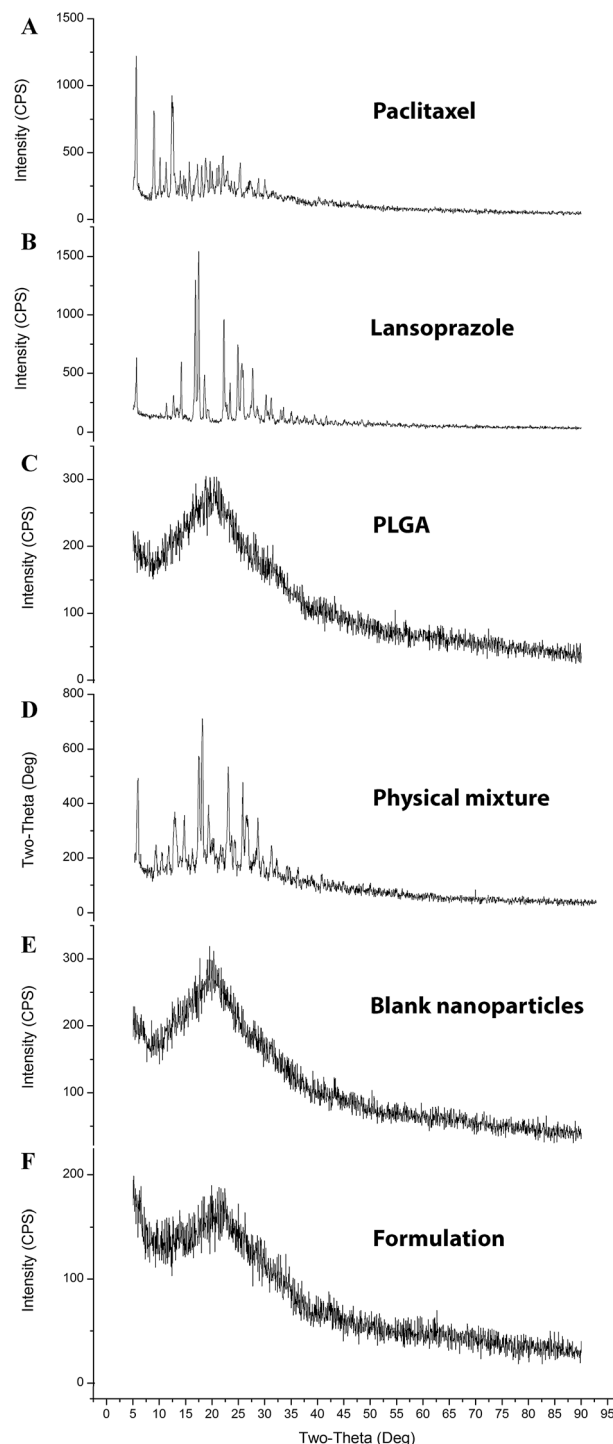 A
1500
1000
500
0
Intensity (CPS)
Paclitaxel
B
1500
1000
500
0
Intensity (CPS)
Lansoprazole
C
300
200
100
0
Intensity (CPS)
PLGA
D
800
600
400
200
0
Two-Theta (Deg)
Physical mixture
E
300
200
100
Intensity (CPS)
Blank nanoparticles
F
200
100
0
Intensity (CPS)
Formulation
0 5 10 15 20 25 30 35 40 45 50 55 60 65 70 75 80 85 90 95
Two-Theta (Deg)